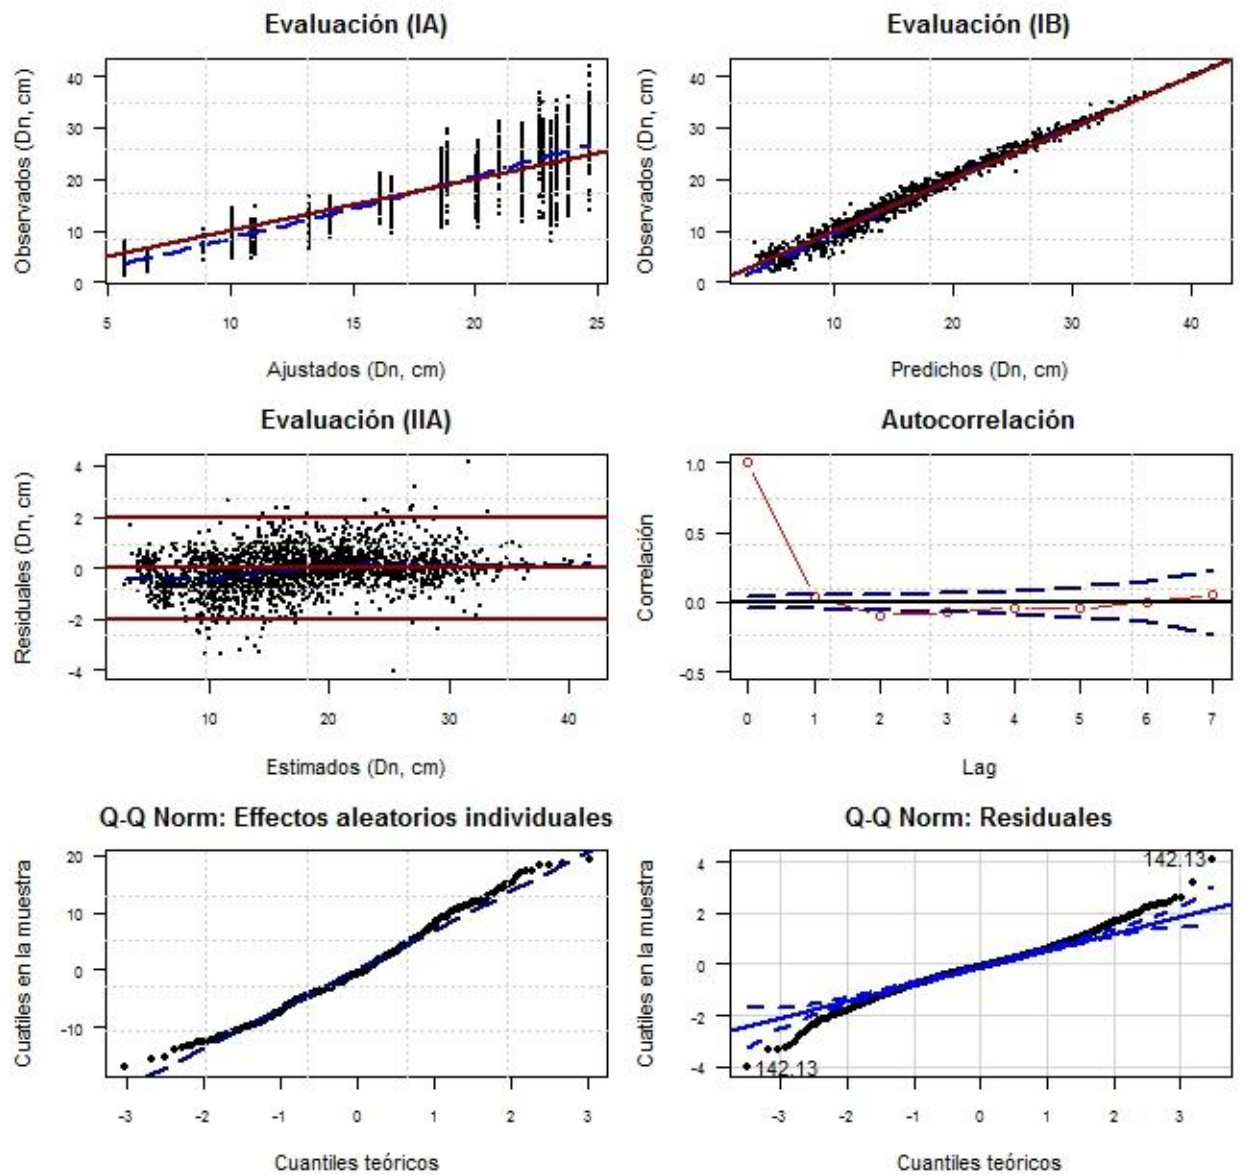 Evaluación (IA)
Observados (Dn, cm)
40
30
20
10
0
5 10 15 20 25
Ajustados (Dn, cm)
Evaluación (IB)
Observados (Dn, cm)
40
30
20
10
0
10 20 30 40
Predichos (Dn, cm)
Evaluación (IIA)
Residuales (Dn, cm)
4
2
0
-2
-4
10 20 30 40
Estimados (Dn, cm)
Autocorrelación
Correlación
1.0
0.5
0.0
-0.5
0 1 2 3 4 5 6 7
Lag
Q-Q Norm: Effectos aleatorios individuales
Cuatiles en la muestra
20
10
0
-10
-3 -2 -1 0 1 2 3
Cuantiles teóricos
Q-Q Norm: Residuales
Cuatiles en la muestra
4
2
0
-2
-4
142.13
142.13
-3 -2 -1 0 1 2 3
Cuantiles teóricos